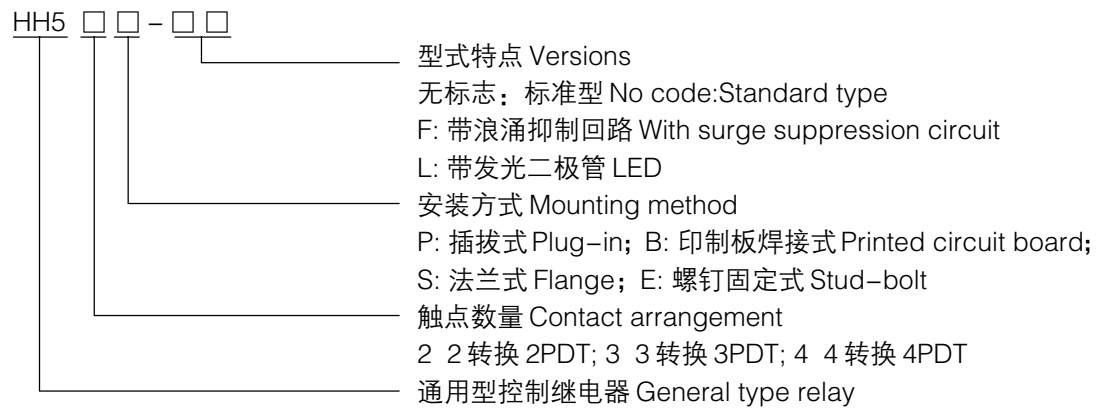 HH5 □ □ – □ □
型式特点 Versions
无标志：标准型 No code:Standard type
F: 带浪涌抑制回路 With surge suppression circuit
L: 带发光二极管 LED
安装方式 Mounting method
P: 插拔式 Plug–in; B: 印制板焊接式 Printed circuit board;
S: 法兰式 Flange; E: 螺钉固定式 Stud–bolt
触点数量 Contact arrangement
2 2转换 2PDT; 3 3转换 3PDT; 4 4转换 4PDT
通用型控制继电器 General type relay